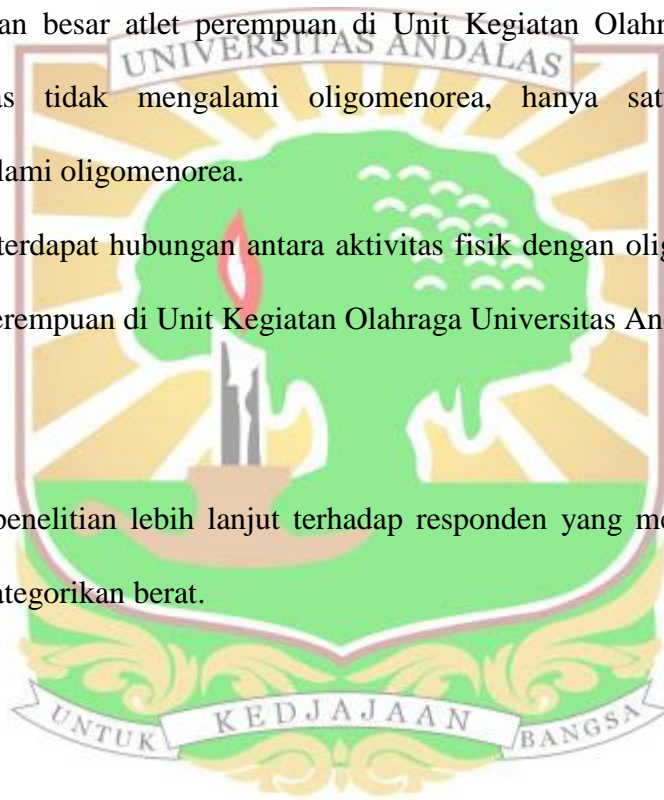 an besar atlet perempuan di Unit Kegiatan Olahr
UNIVERSITAS ANDALAS
as tidak mengalami oligomenorea, hanya sat
lami oligomenorea.
terdapat hubungan antara aktivitas fisik dengan olig
erempuan di Unit Kegiatan Olahraga Universitas An
penelitian lebih lanjut terhadap responden yang me
ategorikan berat.
UNTUK KEDJAJAAN BANGSA